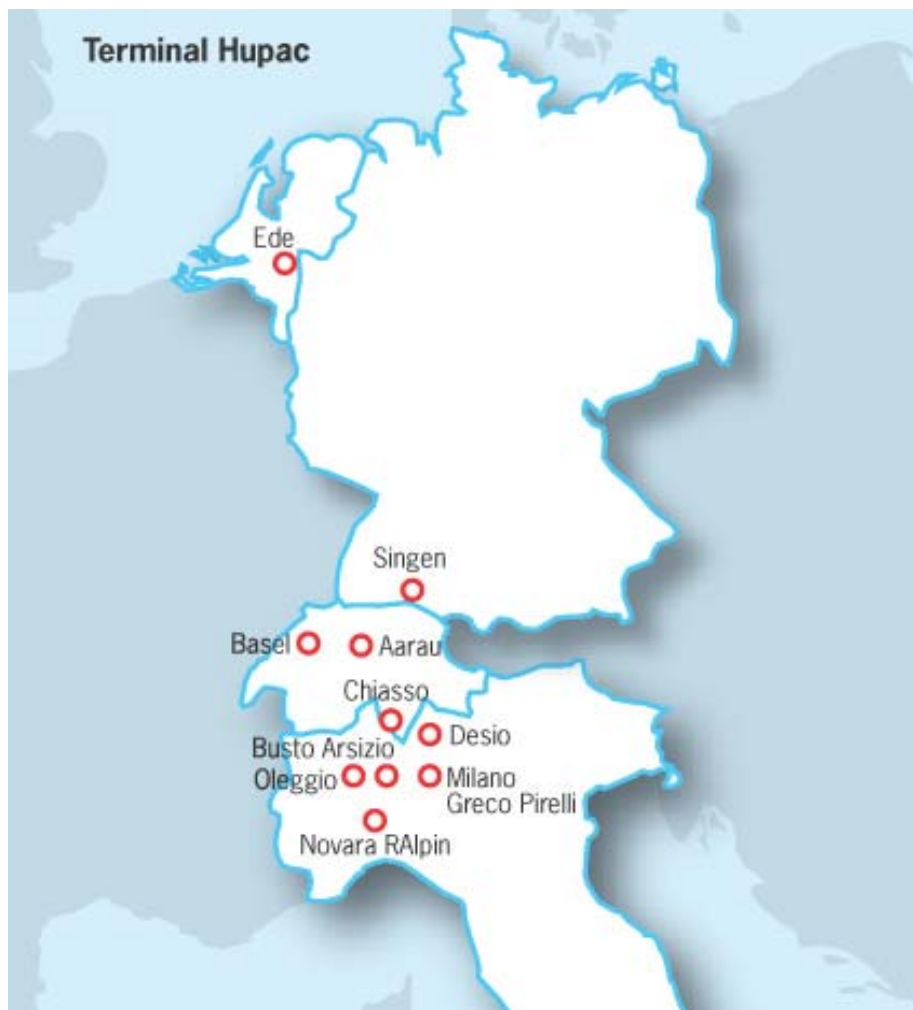 Terminal Hupac
Ede
Singen
Basel
Aarau
Chiasso
Desio
Busto Arsizio
Oleggio
Milano
Greco Pirelli
Novara RAlpin